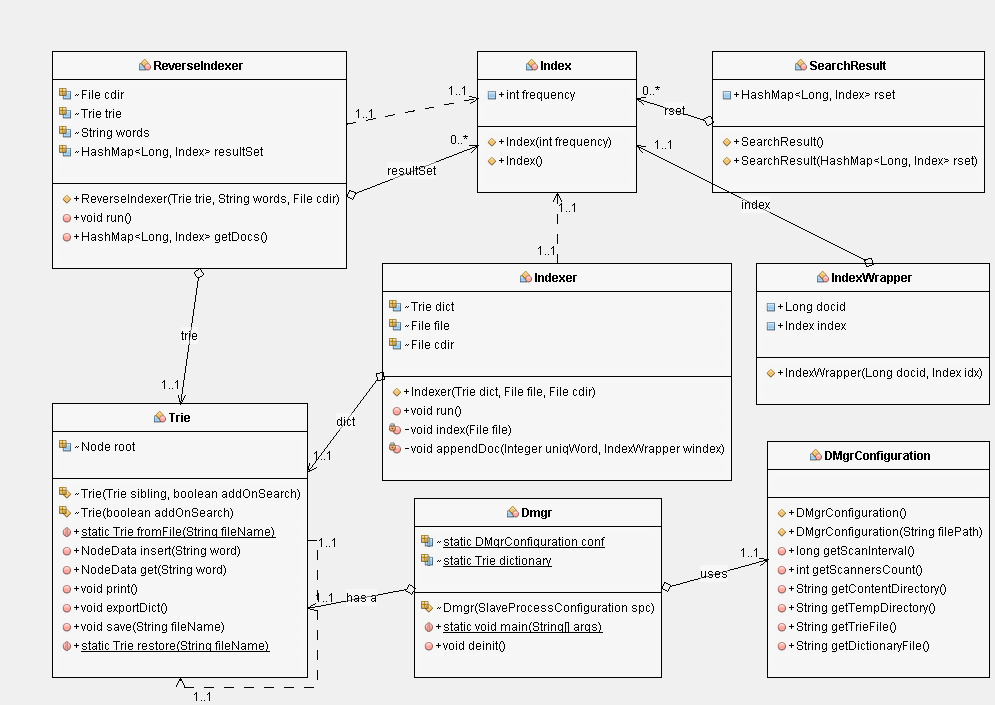 ReverseIndexer
~File cdir
~Trie trie
~String words
~HashMap<Long, Index> resultSet
+ReverseIndexer(Trie trie, String words, File cdir)
+void run()
+HashMap<Long, Index> getDocs()
1..1
1..1
0..*
resultSet
Index
+int frequency
+Index(int frequency)
+Index()
0..*
rset
1..1
index
SearchResult
+HashMap<Long, Index> rset
+SearchResult()
+SearchResult(HashMap<Long, Index> rset)
1..1
1..1
Indexer
~Trie dict
~File file
~File cdir
+Indexer(Trie dict, File file, File cdir)
+void run()
-void index(File file)
-void appendDoc(Integer uniqWord, IndexWrapper windex)
IndexWrapper
+Long docid
+Index index
+IndexWrapper(Long docid, Index idx)
trie
1..1
dict
1..1
Trie
~Node root
~Trie(Trie sibling, boolean addOnSearch)
~Trie(boolean addOnSearch)
+static Trie fromFile(String fileName)
+NodeData insert(String word)
+NodeData get(String word)
+void print()
+void exportDict()
+void save(String fileName)
+static Trie restore(String fileName)
1..1
1..1
has a
1..1
Dmgr
~static DMgrConfiguration conf
~static Trie dictionary
~Dmgr(SlaveProcessConfiguration spc)
+static void main(String[] args)
+void deinit()
uses
1..1
DMgrConfiguration
+DMgrConfiguration()
+DMgrConfiguration(String filePath)
+long getScanInterval()
+int getScannersCount()
+String getContentDirectory()
+String getTempDirectory()
+String getTrieFile()
+String getDictionaryFile()